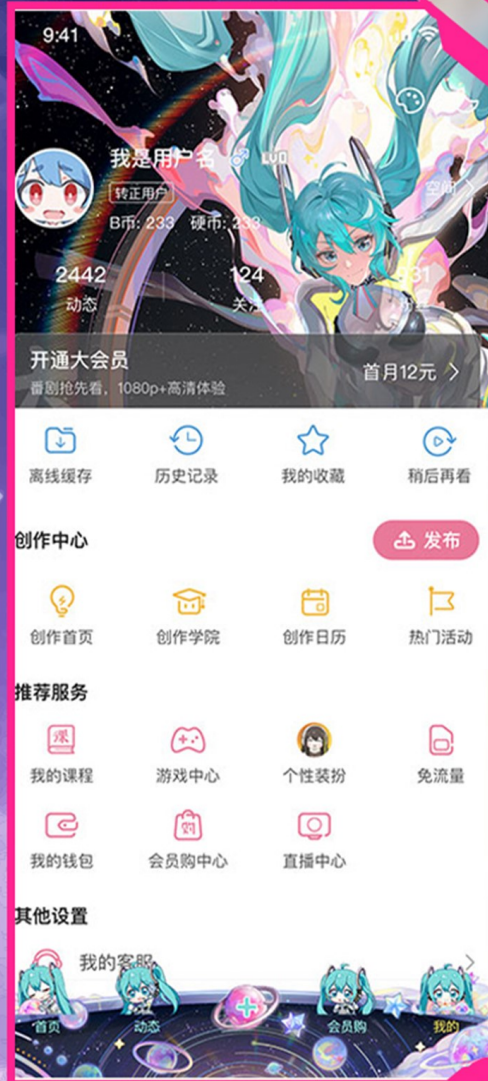 9:41
我是用户名 LV0
转正用户
空间
B币: 233 硬币: 233
2442 124
动态 关注
开通大会员
番剧抢先看，1080p+高清体验
首月12元
离线缓存 历史记录 我的收藏 稍后再看
创作中心 发布
创作首页 创作学院 创作日历 热门活动
推荐服务
课
我的课程 游戏中心 个性装扮 免流量
购
我的钱包 会员购中心 直播中心
其他设置
我的客服
首页 动态 会员购 我的